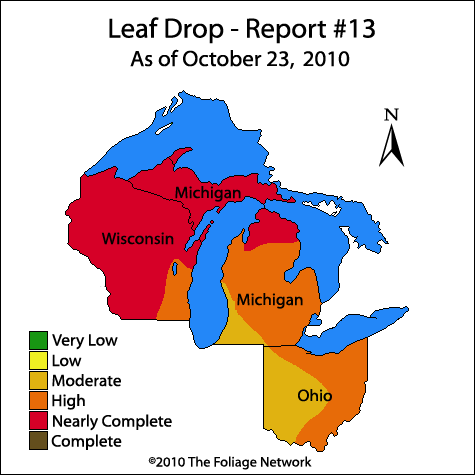 Leaf Drop - Report #13
As of October 23, 2010
N
Michigan
Wisconsin
Michigan
Ohio
Very Low
Low
Moderate
High
Nearly Complete
Complete
©2010 The Foliage Network